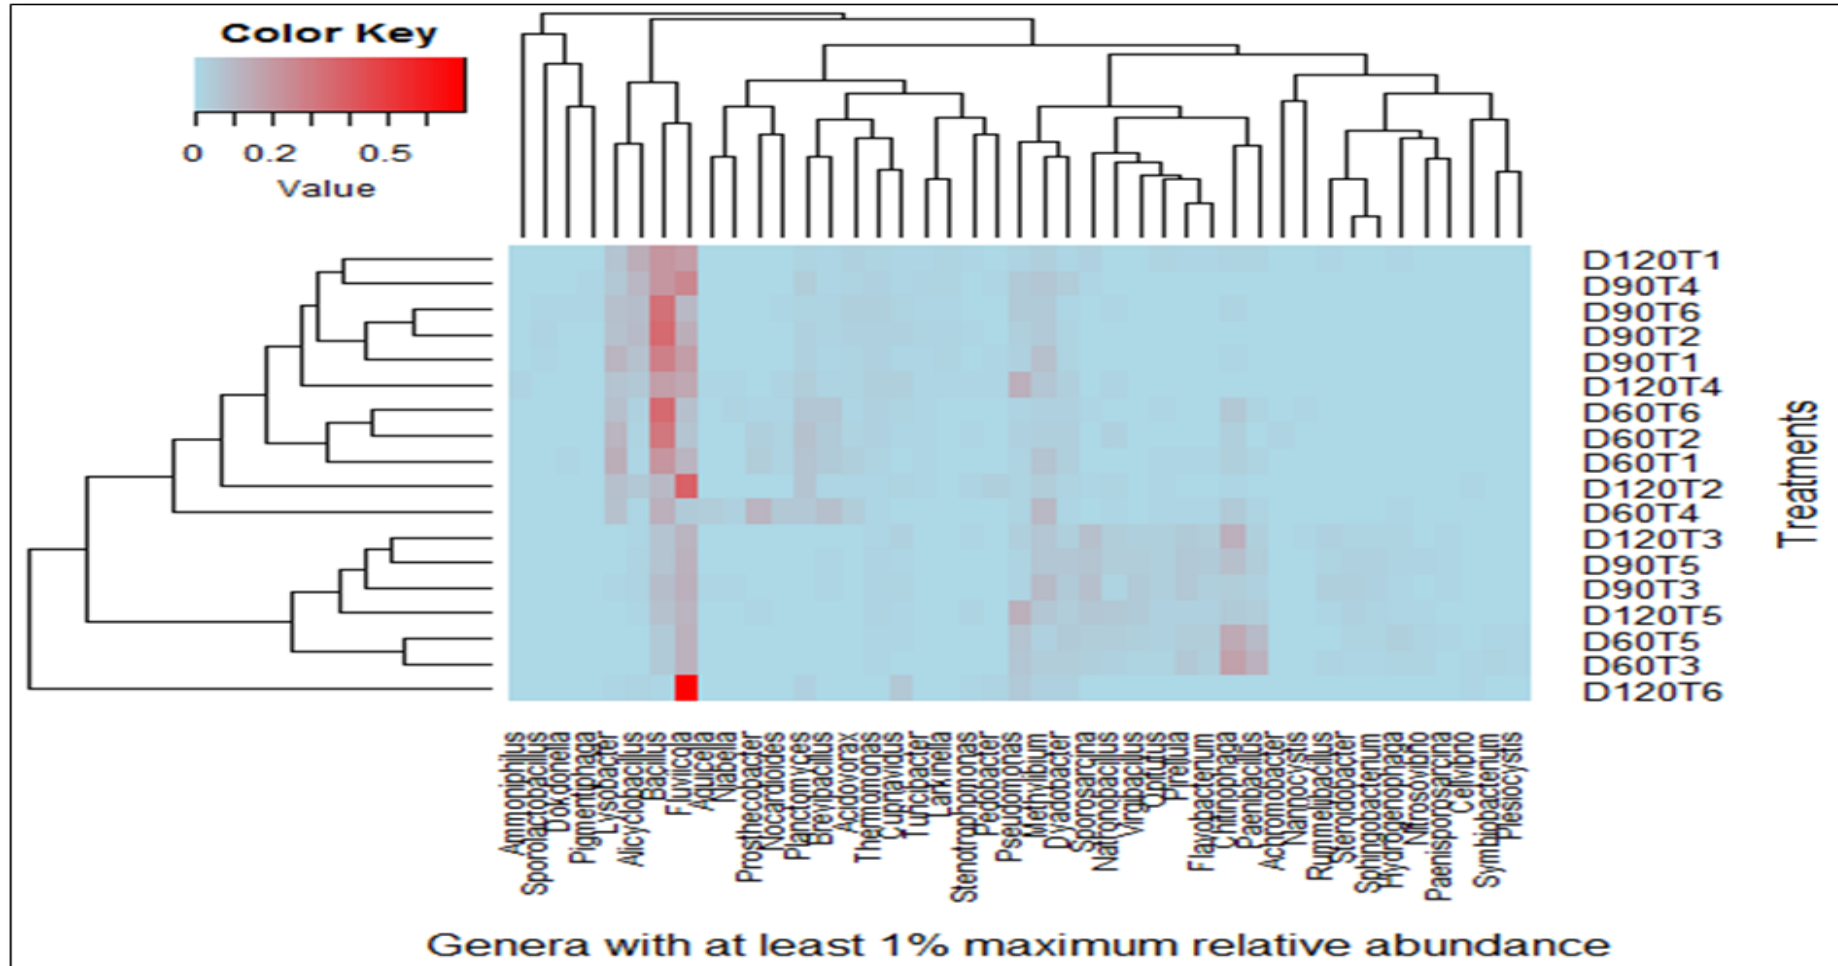 Color Key
0 0.2 0.5
Value
D120T1
D90T4
D90T6
D90T2
D90T1
D120T4
D60T6
D60T2
D60T1
D120T2
D60T4
D120T3
D90T5
D90T3
D120T5
D60T5
D60T3
D120T6
Treatments
Ammoniphilus
Sporolactobacillus
Dokdonella
Pigmentiphaga
Lysobacter
Alicyclobacillus
Bacillus
Fluviicola
Aquicella
Niabella
Prosthecobacter
Nocardioides
Planctomyces
Brevibacillus
Acidovorax
Thermomonas
Cupriavidus
Turicibacter
Larkinella
Stenotrophomonas
Pedobacter
Pseudomonas
Methylibium
Dyadobacter
Sporosarcina
Natronobacillus
Virgibacillus
Opitutus
Prellula
Flavobacterium
Chitinophaga
Paenibacillus
Achromobacter
Nannocystis
Rummeliibacillus
Steroidobacter
Sphingobacterium
Hydrogenophaga
Nitrosovibrio
Paenisporosarcina
Cellvibrio
Symbiobacterium
Plesiocystis
Genera with at least 1% maximum relative abundance